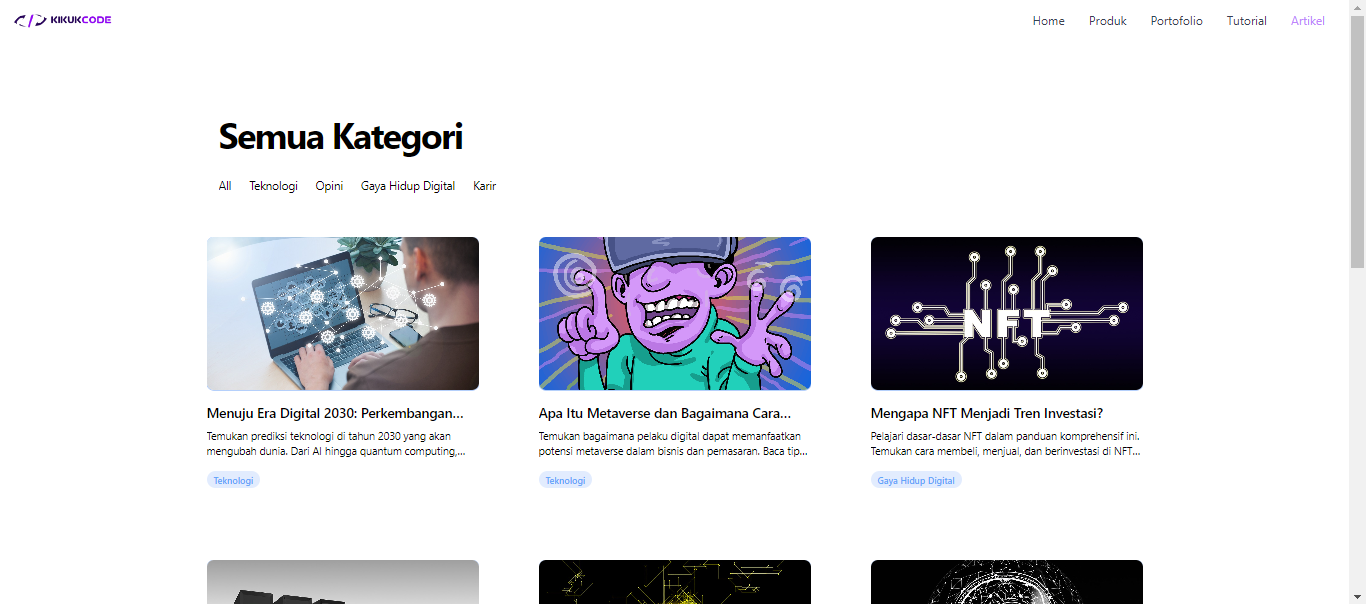 KIKUKCODE
Home Produk Portofolio Tutorial Artikel
Semua Kategori
All Teknologi Opini Gaya Hidup Digital Karir
Menuju Era Digital 2030: Perkembangan...
Temukan prediksi teknologi di tahun 2030 yang akan
mengubah dunia. Dari AI hingga quantum computing,...
Teknologi
Apa Itu Metaverse dan Bagaimana Cara...
Temukan bagaimana pelaku digital dapat memanfaatkan
potensi metaverse dalam bisnis dan pemasaran. Baca tip...
Teknologi
NFT
Mengapa NFT Menjadi Tren Investasi?
Pelajari dasar-dasar NFT dalam panduan komprehensif ini.
Temukan cara membeli, menjual, dan berinvestasi di NFT...
Gaya Hidup Digital